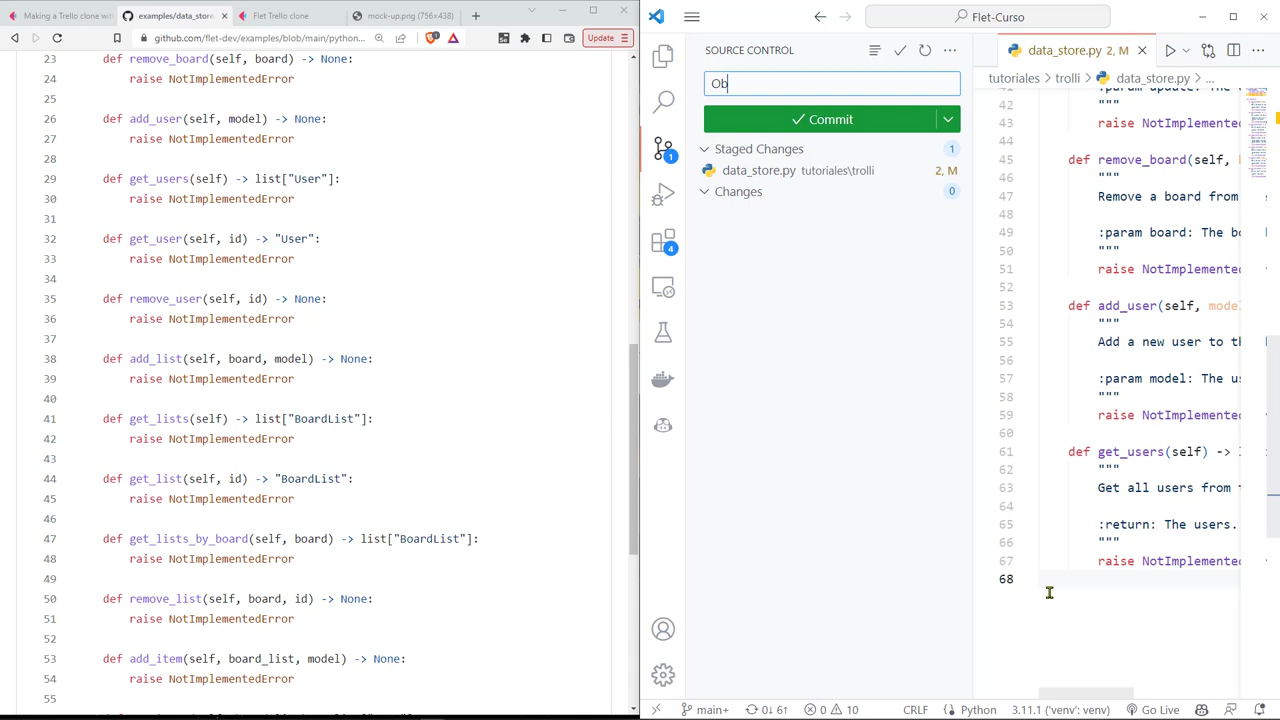 Making a Trello clone with
examples/data_store.
Flet Trello clone
mock-up.png (756×438)
github.com/flet-dev/examples/blob/main/python...
Update
23 def remove_board(self, board) -> None:
24 raise NotImplementedError
25
26 def add_user(self, model) -> None:
27 raise NotImplementedError
28
29 def get_users(self) -> list["User"]:
30 raise NotImplementedError
31
32 def get_user(self, id) -> "User":
33 raise NotImplementedError
34
35 def remove_user(self, id) -> None:
36 raise NotImplementedError
37
38 def add_list(self, board, model) -> None:
39 raise NotImplementedError
40
41 def get_lists(self) -> list["BoardList"]:
42 raise NotImplementedError
43
44 def get_list(self, id) -> "BoardList":
45 raise NotImplementedError
46
47 def get_lists_by_board(self, board) -> list["BoardList"]:
48 raise NotImplementedError
49
50 def remove_list(self, board, id) -> None:
51 raise NotImplementedError
52
53 def add_item(self, board_list, model) -> None:
54 raise NotImplementedError
55
Flet-Curso
SOURCE CONTROL
Ob
Commit
Staged Changes 1
data_store.py tutoriales\trolli 2, M
Changes 0
1
4
data_store.py 2, M
tutoriales > trolli > data_store.py > ...
42 """
43 raise NotImplemented
44
45 def remove_board(self,
46 """
47 Remove a board from
48
49 :param board: The bo
50 """
51 raise NotImplemented
52
53 def add_user(self, mode
54 """
55 Add a new user to th
56
57 :param model: The us
58 """
59 raise NotImplemented
60
61 def get_users(self) -> l
62 """
63 Get all users from
64
65 :return: The users.
66 """
67 raise NotImplemented
68
main+ 0↓ 6↑ 0 10 CRLF Python 3.11.1 ('venv': venv) Go Live